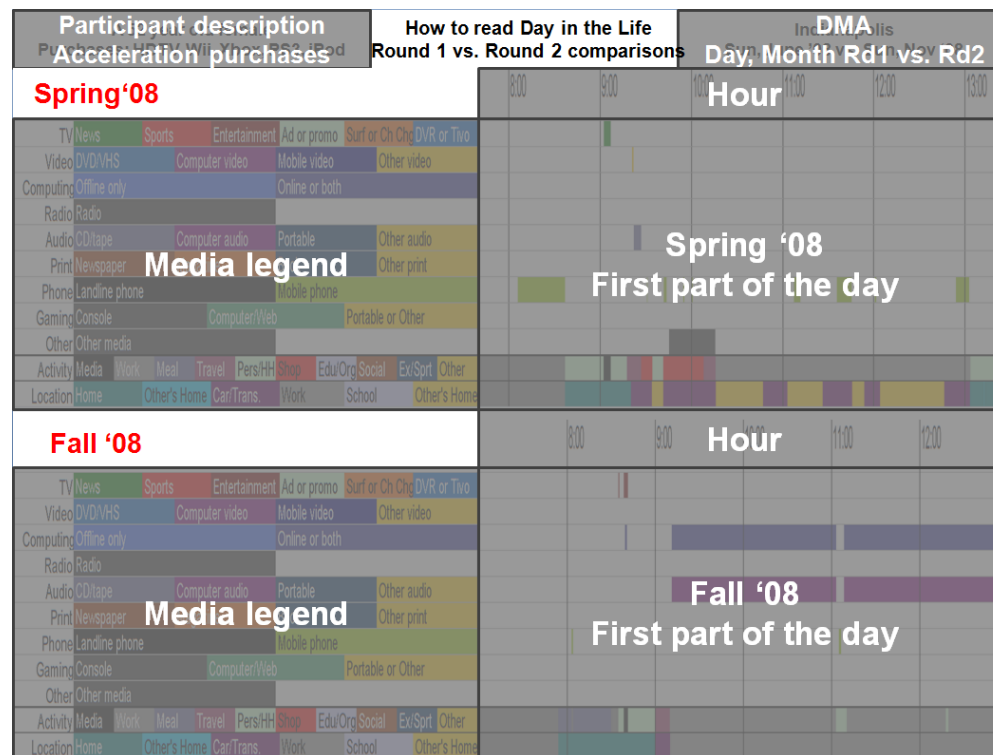 Participant description
Acceleration purchases
How to read Day in the Life
Round 1 vs. Round 2 comparisons
DMA
Day, Month Rd1 vs. Rd2
Spring‘08
8:00 9:00 10:00 11:00 12:00 13:00
Hour
TV News Sports Entertainment Ad or promo Surf or Ch Chg DVR or Tivo
Video DVD/VHS Computer video Mobile video Other video
Computing Offline only Online or both
Radio Radio
Audio CD/tape Computer audio Portable Other audio
Print Newspaper Other print
Media legend
Phone Landline phone Mobile phone
Gaming Console Computer/Web Portable or Other
Other Other media
Activity Media Work Meal Travel Pers/HH Shop Edu/Org Social Ex/Sprt Other
Location Home Other's Home Car/Trans. Work School Other's Home
Spring ‘08
First part of the day
Fall ‘08
8:00 9:00 10:00 11:00 12:00
Hour
TV News Sports Entertainment Ad or promo Surf or Ch Chg DVR or Tivo
Video DVD/VHS Computer video Mobile video Other video
Computing Offline only Online or both
Radio Radio
Audio CD/tape Computer audio Portable Other audio
Print Newspaper Other print
Media legend
Phone Landline phone Mobile phone
Gaming Console Computer/Web Portable or Other
Other Other media
Activity Media Work Meal Travel Pers/HH Shop Edu/Org Social Ex/Sprt Other
Location Home Other's Home Car/Trans. Work School Other's Home
Fall ‘08
First part of the day